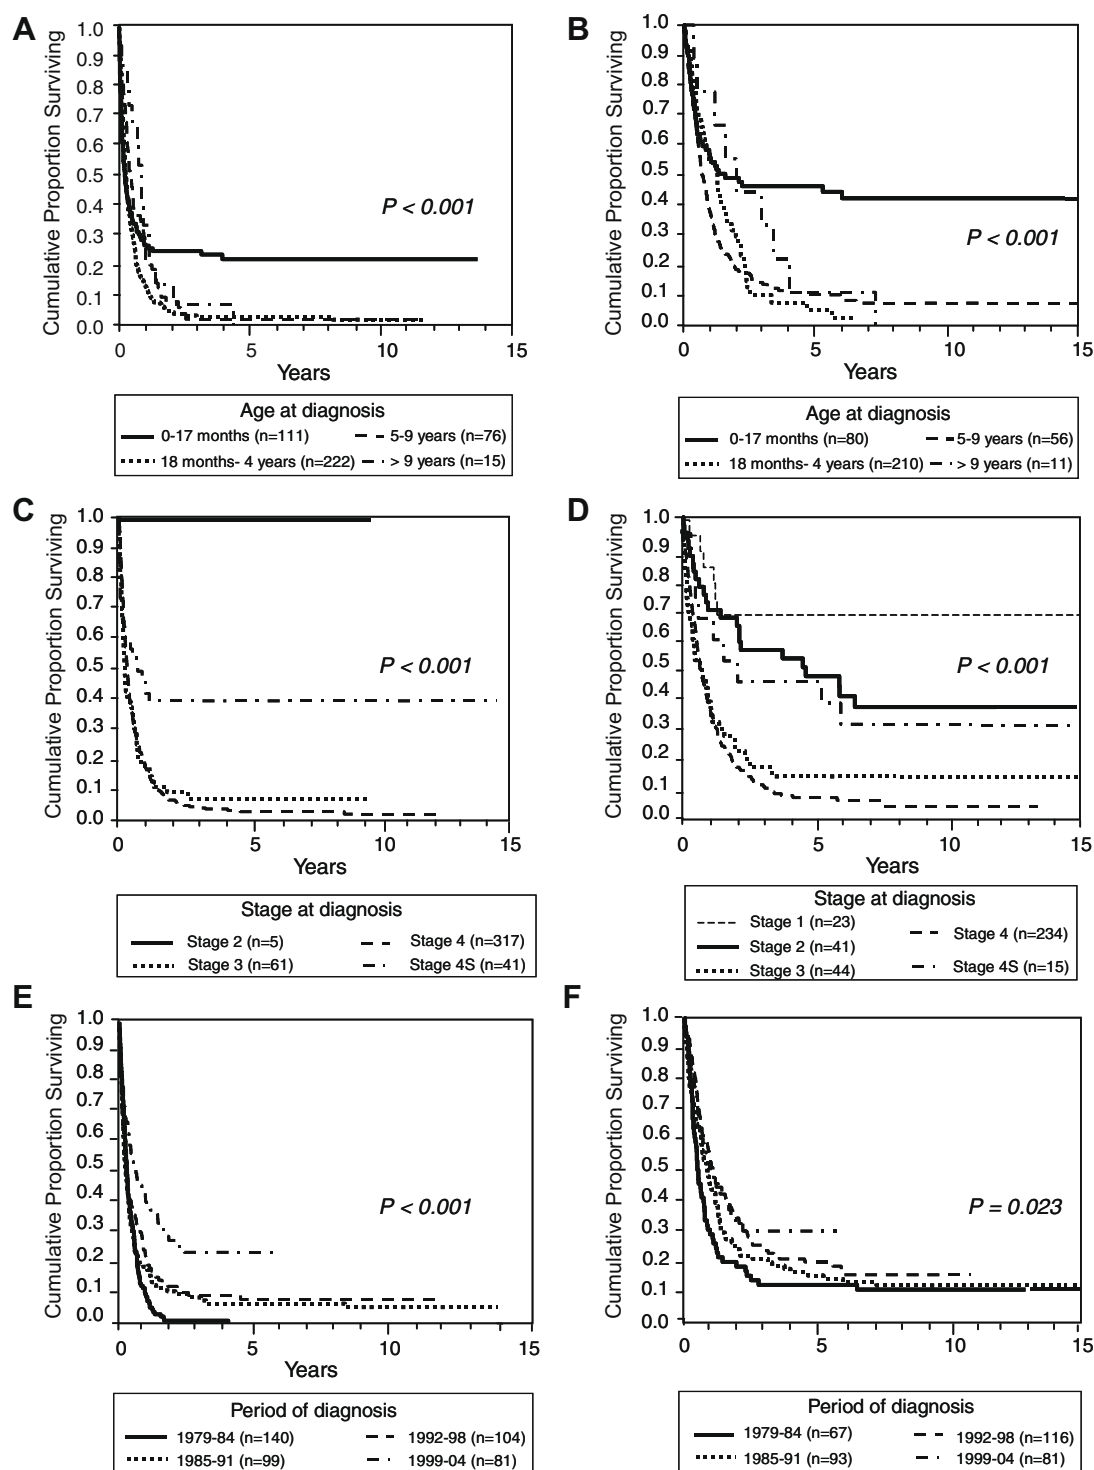 A
Cumulative Proportion Surviving
1.0
0.9
0.8
0.7
0.6
0.5
0.4
0.3
0.2
0.1
0.0
P < 0.001
0 5 10 15
Years
Age at diagnosis
0-17 months (n=111) 5-9 years (n=76)
18 months- 4 years (n=222) > 9 years (n=15)
B
Cumulative Proportion Surviving
1.0
0.9
0.8
0.7
0.6
0.5
0.4
0.3
0.2
0.1
0.0
P < 0.001
0 5 10 15
Years
Age at diagnosis
0-17 months (n=80) 5-9 years (n=56)
18 months- 4 years (n=210) > 9 years (n=11)
C
Cumulative Proportion Surviving
1.0
0.9
0.8
0.7
0.6
0.5
0.4
0.3
0.2
0.1
0.0
P < 0.001
0 5 10 15
Years
Stage at diagnosis
Stage 2 (n=5) Stage 4 (n=317)
Stage 3 (n=61) Stage 4S (n=41)
D
Cumulative Proportion Surviving
1.0
0.9
0.8
0.7
0.6
0.5
0.4
0.3
0.2
0.1
0.0
P < 0.001
0 5 10 15
Years
Stage at diagnosis
Stage 1 (n=23)
Stage 2 (n=41)
Stage 3 (n=44)
Stage 4 (n=234)
Stage 4S (n=15)
E
Cumulative Proportion Surviving
1.0
0.9
0.8
0.7
0.6
0.5
0.4
0.3
0.2
0.1
0.0
P < 0.001
0 5 10 15
Years
Period of diagnosis
1979-84 (n=140) 1992-98 (n=104)
1985-91 (n=99) 1999-04 (n=81)
F
Cumulative Proportion Surviving
1.0
0.9
0.8
0.7
0.6
0.5
0.4
0.3
0.2
0.1
0.0
P = 0.023
0 5 10 15
Period of diagnosis
1979-84 (n=67) 1992-98 (n=116)
1985-91 (n=93) 1999-04 (n=81)